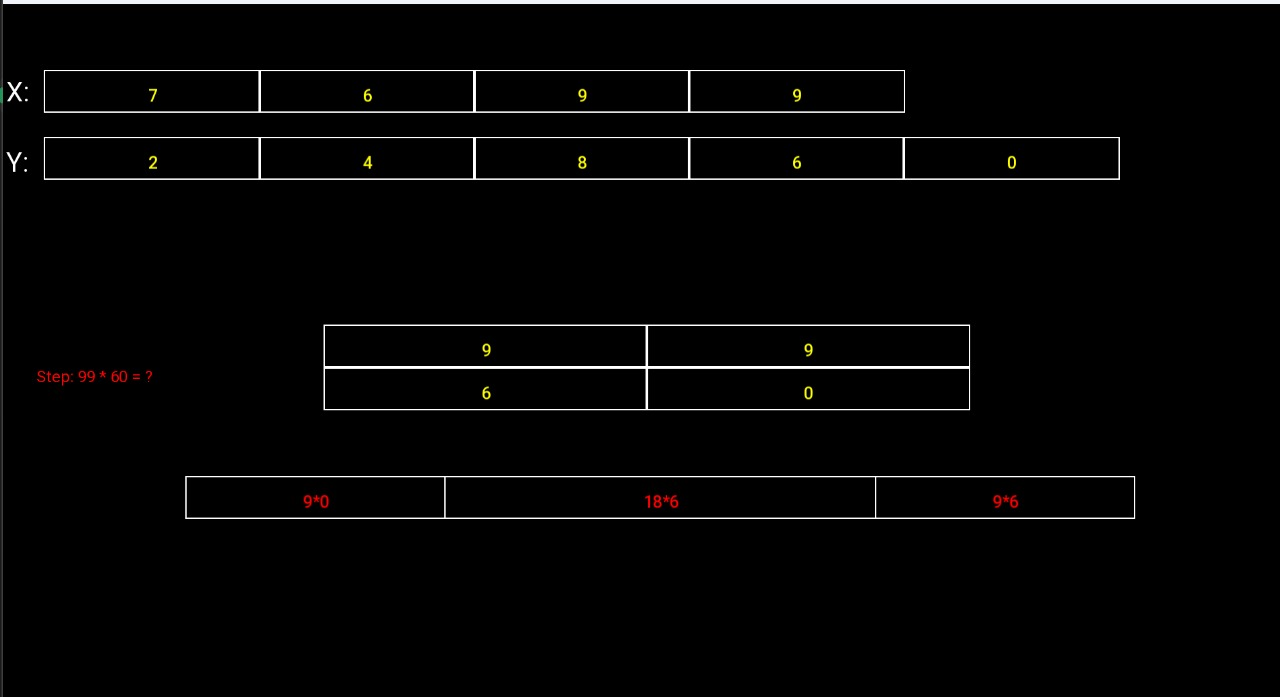 X: 7 6 9 9
Y: 2 4 8 6 0
9 9
Step: 99 * 60 = ?
6 0
9*0 18*6 9*6